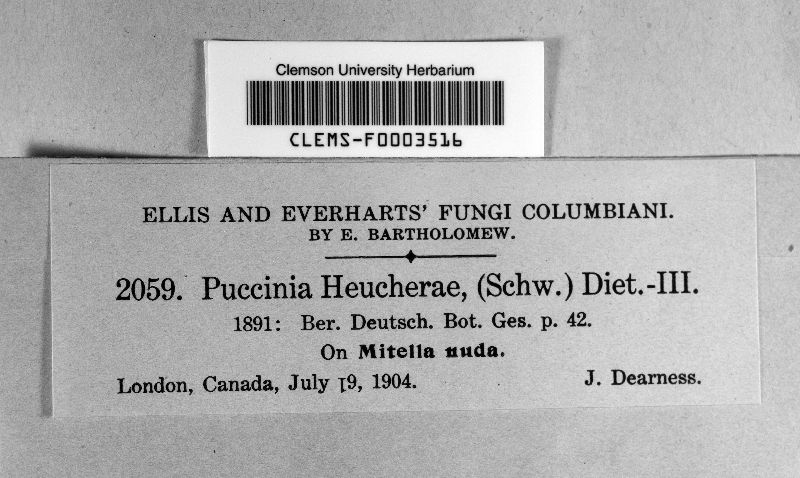 Clemson University Herbarium
CLEMS-F0003516
ELLIS AND EVERHARTS' FUNGI COLUMBIANI.
BY E. BARTHOLOMEW.
2059. Puccinia Heucherae, (Schw.) Diet.-III.
1891: Ber. Deutsch. Bot. Ges. p. 42.
On Mitella nuda.
London, Canada, July 19, 1904. J. Dearness.